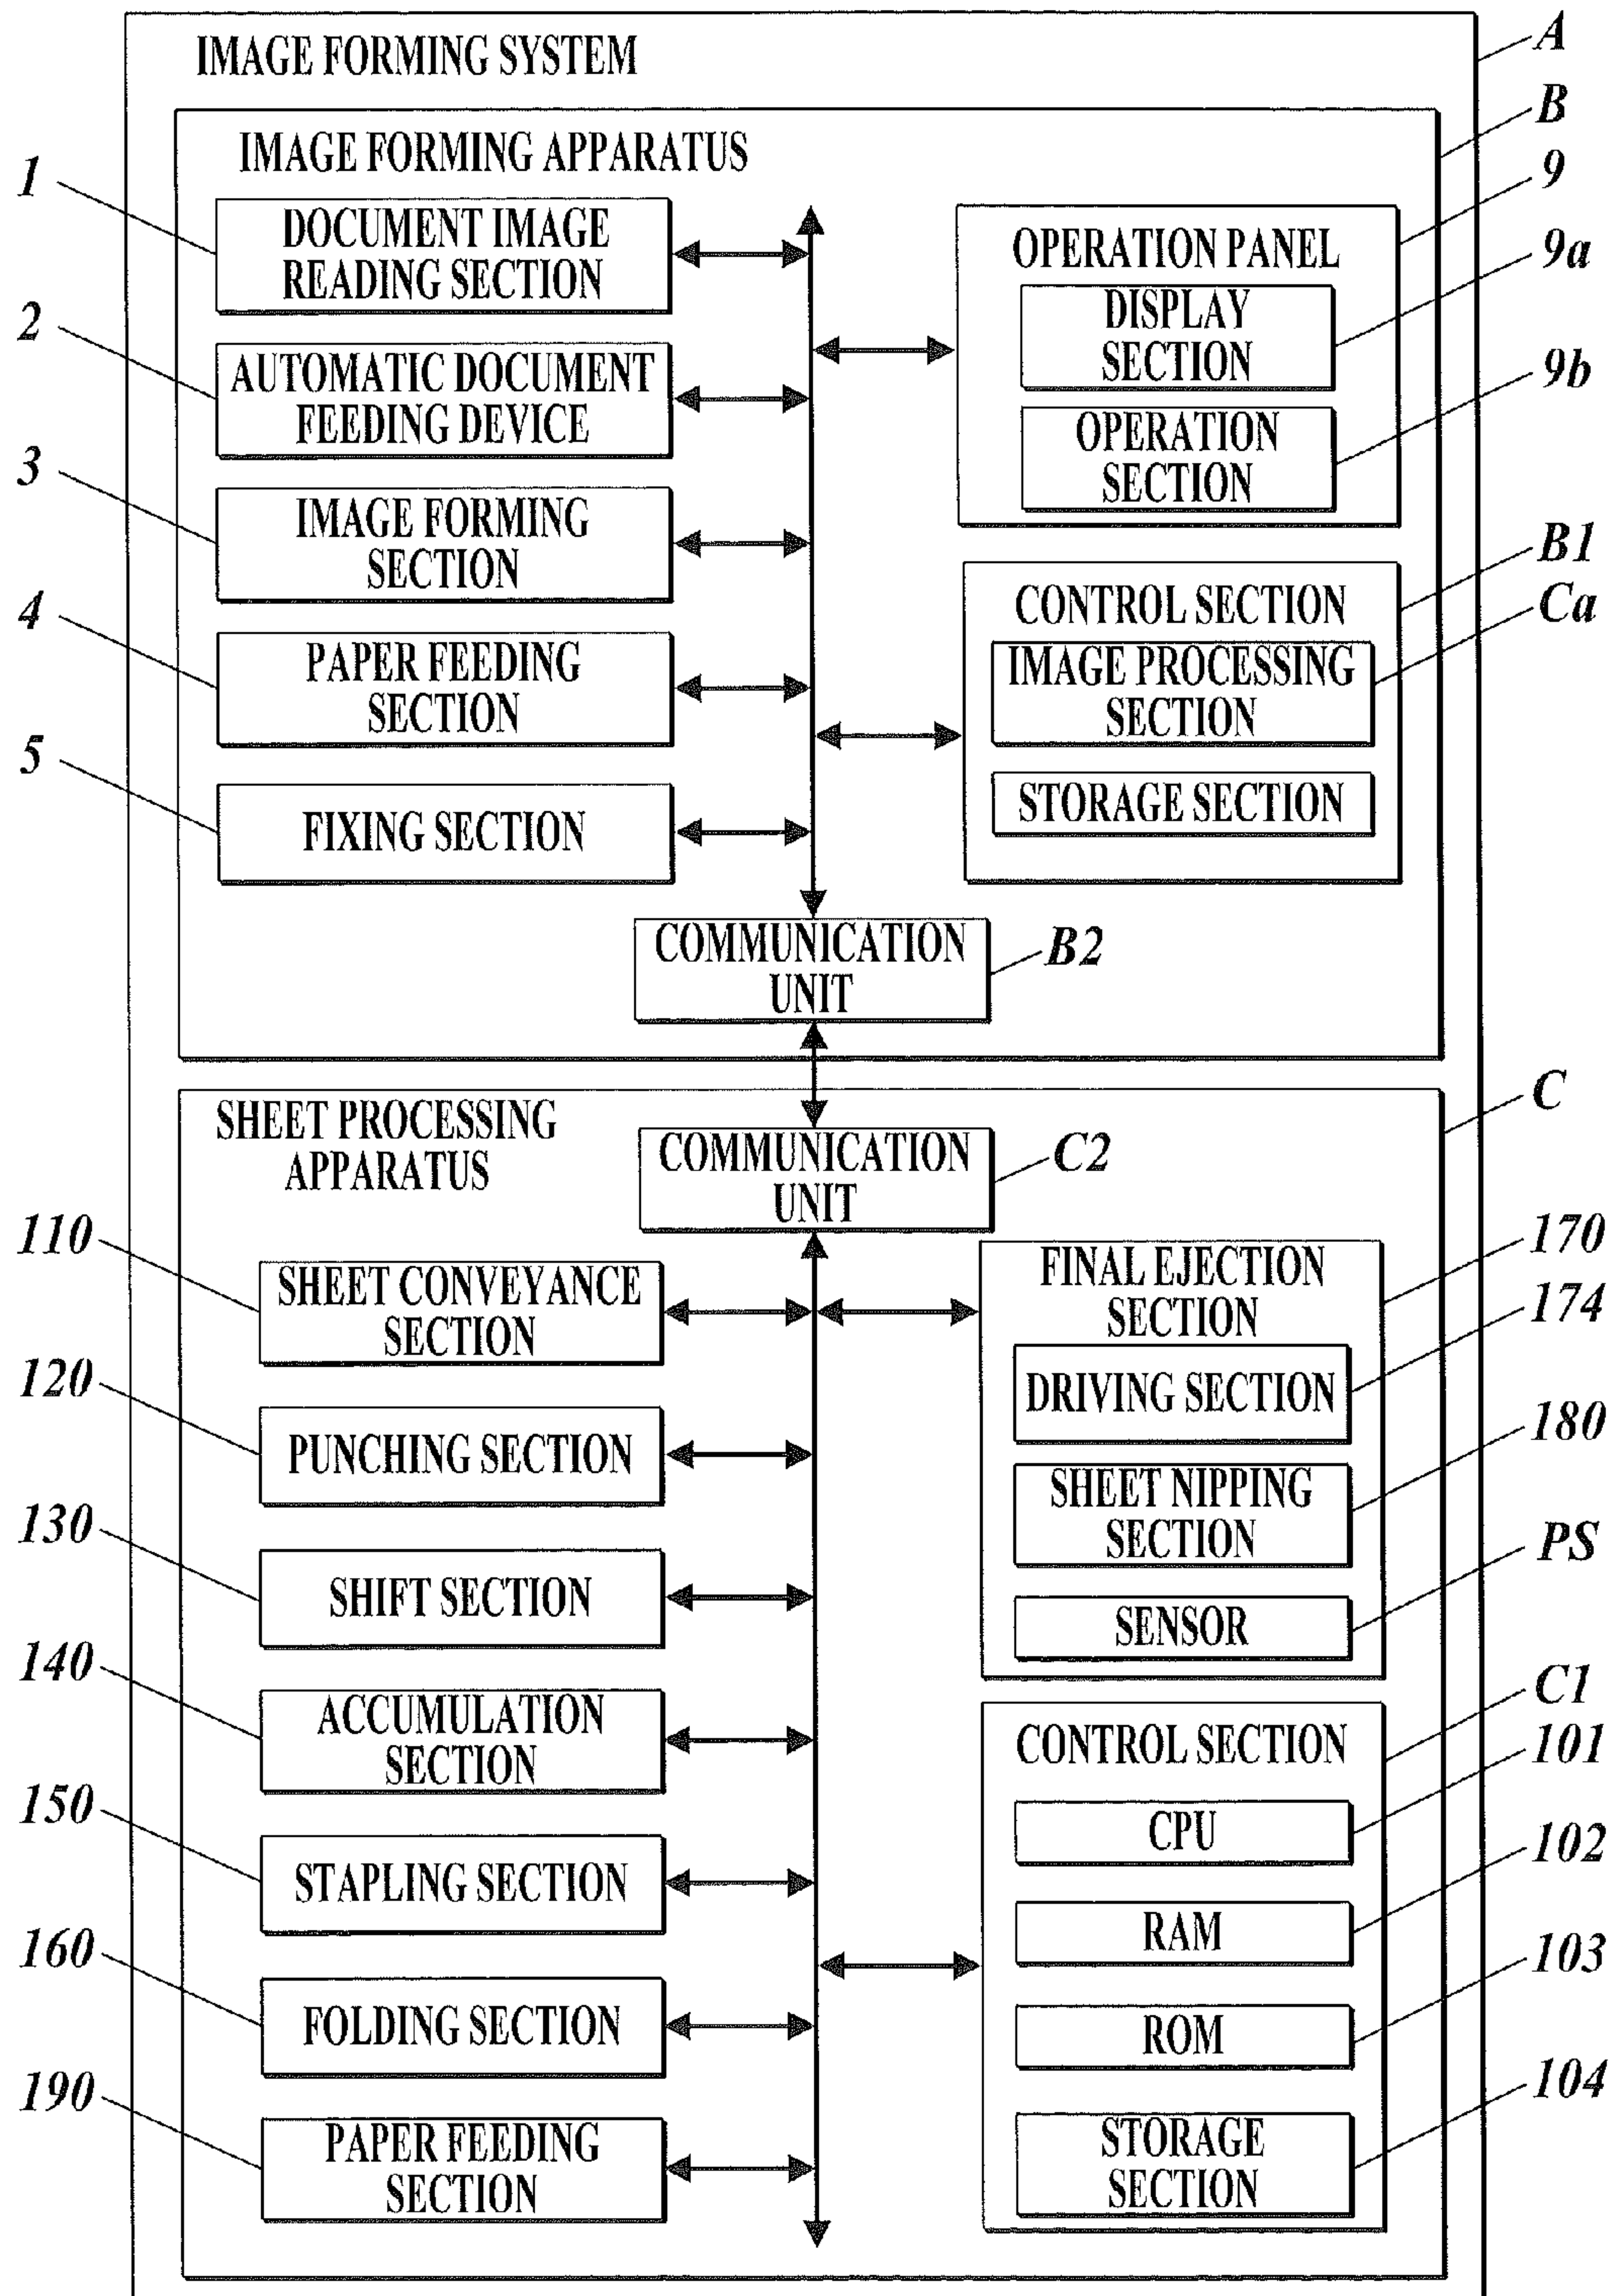 IMAGE FORMING SYSTEM
A
IMAGE FORMING APPARATUS
B
1
DOCUMENT IMAGE
READING SECTION
2
AUTOMATIC DOCUMENT
FEEDING DEVICE
3
IMAGE FORMING
SECTION
4
PAPER FEEDING
SECTION
5
FIXING SECTION
9
OPERATION PANEL
9a
DISPLAY
SECTION
9b
OPERATION
SECTION
B1
CONTROL SECTION
Ca
IMAGE PROCESSING
SECTION
STORAGE SECTION
COMMUNICATION
UNIT
B2
SHEET PROCESSING
APPARATUS
C
COMMUNICATION
UNIT
C2
110
SHEET CONVEYANCE
SECTION
120
PUNCHING SECTION
130
SHIFT SECTION
140
ACCUMULATION
SECTION
150
STAPLING SECTION
160
FOLDING SECTION
190
PAPER FEEDING
SECTION
170
FINAL EJECTION
SECTION
174
DRIVING SECTION
180
SHEET NIPPING
SECTION
PS
SENSOR
C1
CONTROL SECTION
101
CPU
102
RAM
103
ROM
104
STORAGE
SECTION